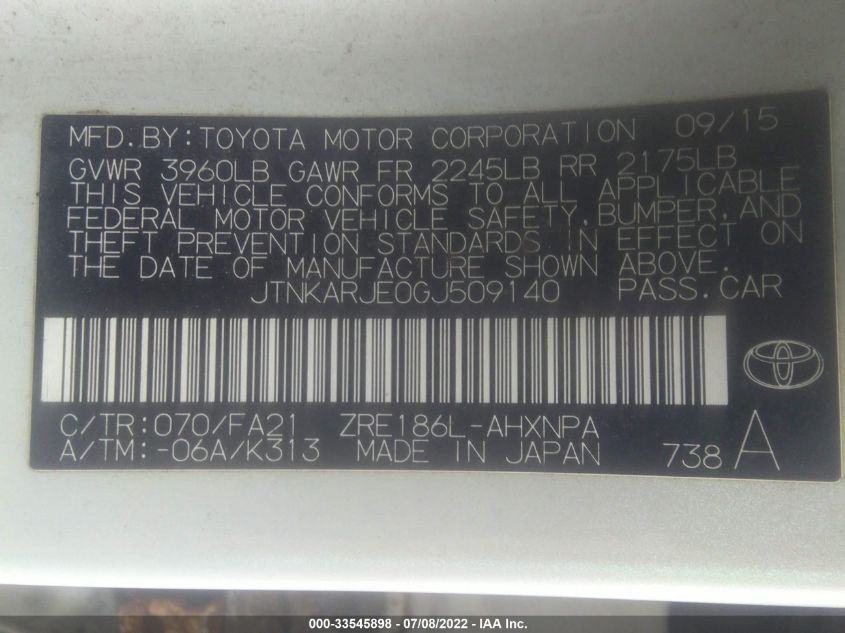 MFD. BY: TOYOTA MOTOR CORPORATION 09/15
GVWR 3960LB GAWR FR 2245LB RR 2175LB
THIS VEHICLE CONFORMS TO ALL APPLICABLE
FEDERAL MOTOR VEHICLE SAFETY, BUMPER, AND
THEFT PREVENTION STANDARDS IN EFFECT ON
THE DATE OF MANUFACTURE SHOWN ABOVE.
JTNKARJE0GJ509140 PASS. CAR
C/TR: 070/FA21 ZRE186L-AHXNPA
A/TM: -06A/K313 MADE IN JAPAN 738 A
000-33545898 - 07/08/2022 - IAA Inc.